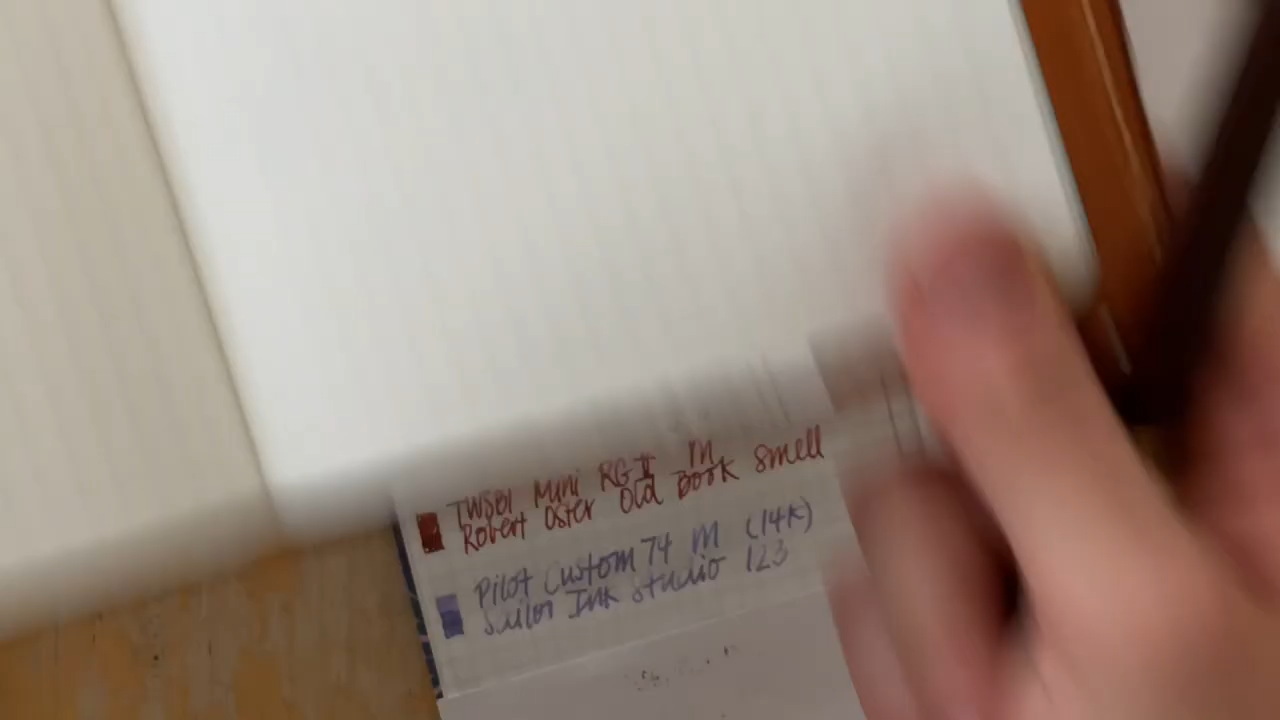 TWSBI Mini RG II M
Robert Oster Old Book Smell
Pilot Custom 74 M (14K)
Sailor Ink Studio 123